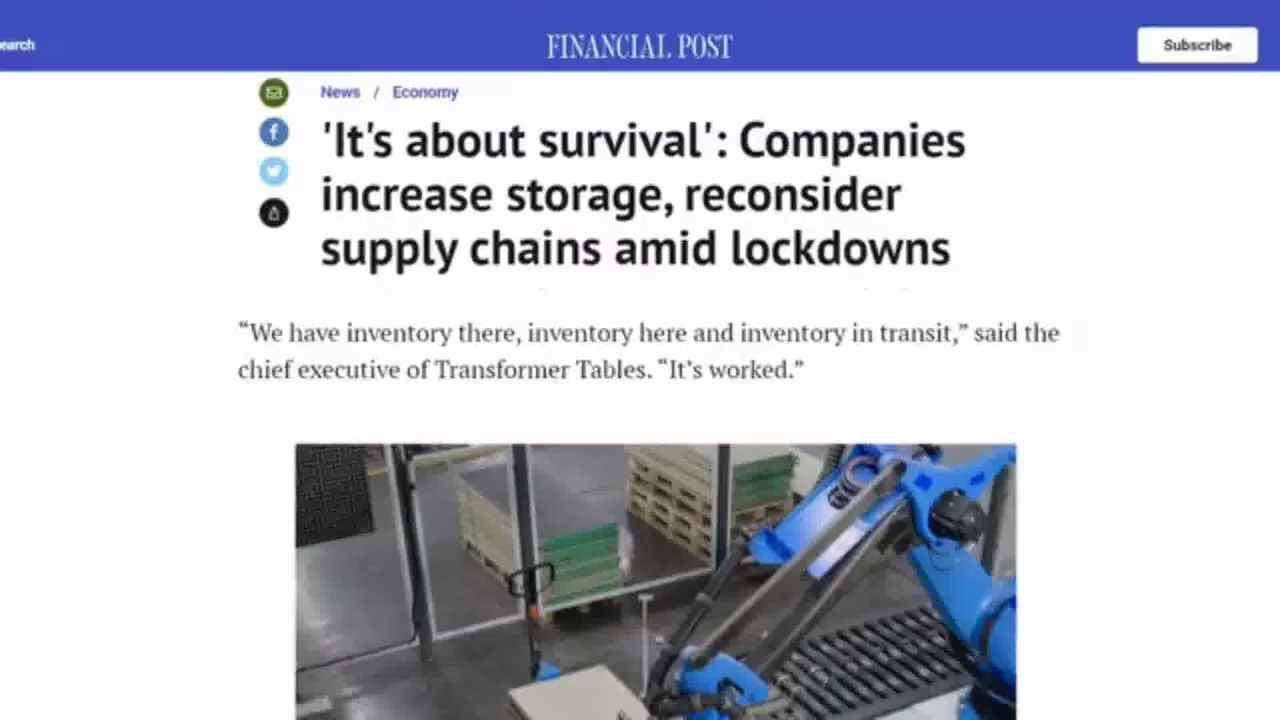 earch
FINANCIAL POST
Subscribe
News / Economy
'It's about survival': Companies
increase storage, reconsider
supply chains amid lockdowns
“We have inventory there, inventory here and inventory in transit,” said the
chief executive of Transformer Tables. “It’s worked.”